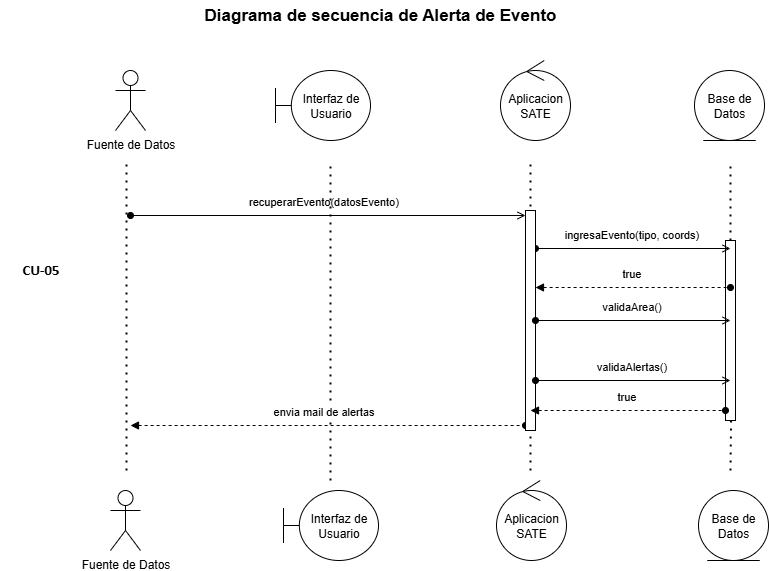 Diagrama de secuencia de Alerta de Evento
Fuente de Datos
Interfaz de
Usuario
Aplicacion
SATE
Base de
Datos
recuperarEvento(datosEvento)
ingresaEvento(tipo, coords)
CU-05
true
validaArea()
validaAlertas()
true
envia mail de alertas
Fuente de Datos
Interfaz de
Usuario
Aplicacion
SATE
Base de
Datos